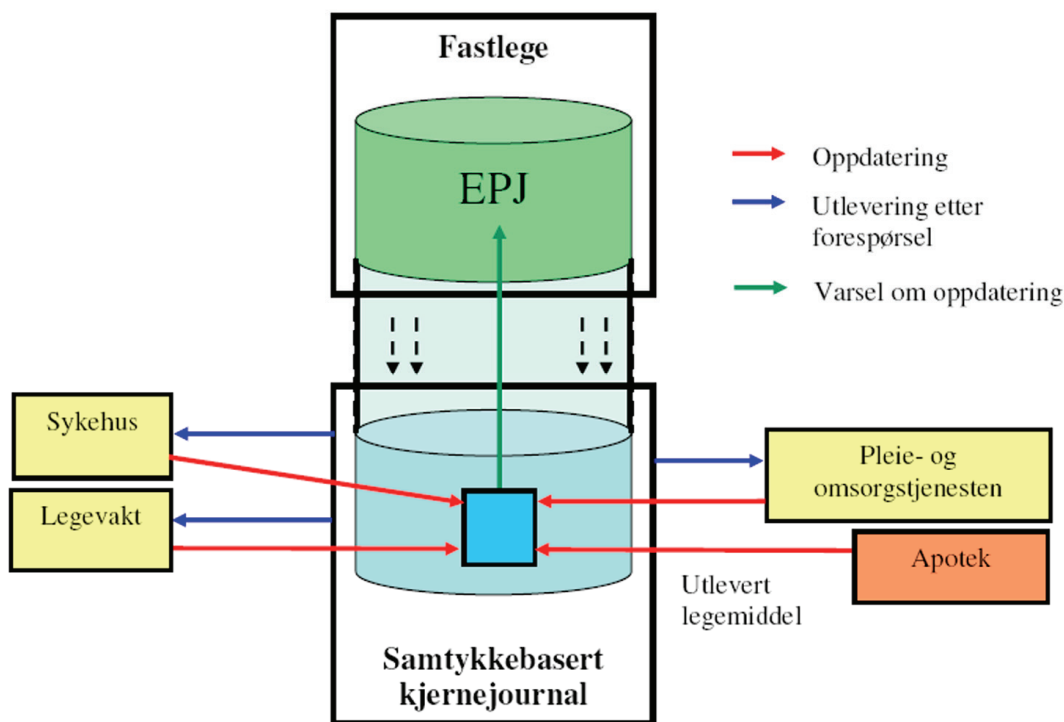 Fastlege
EPJ
Oppdatering
Utlevering etter
forespørsel
Varsel om oppdatering
Sykehus
Legevakt
Pleie- og
omsorgstjenesten
Apotek
Utlevert
legemiddel
Samtykkebasert
kjernejournal